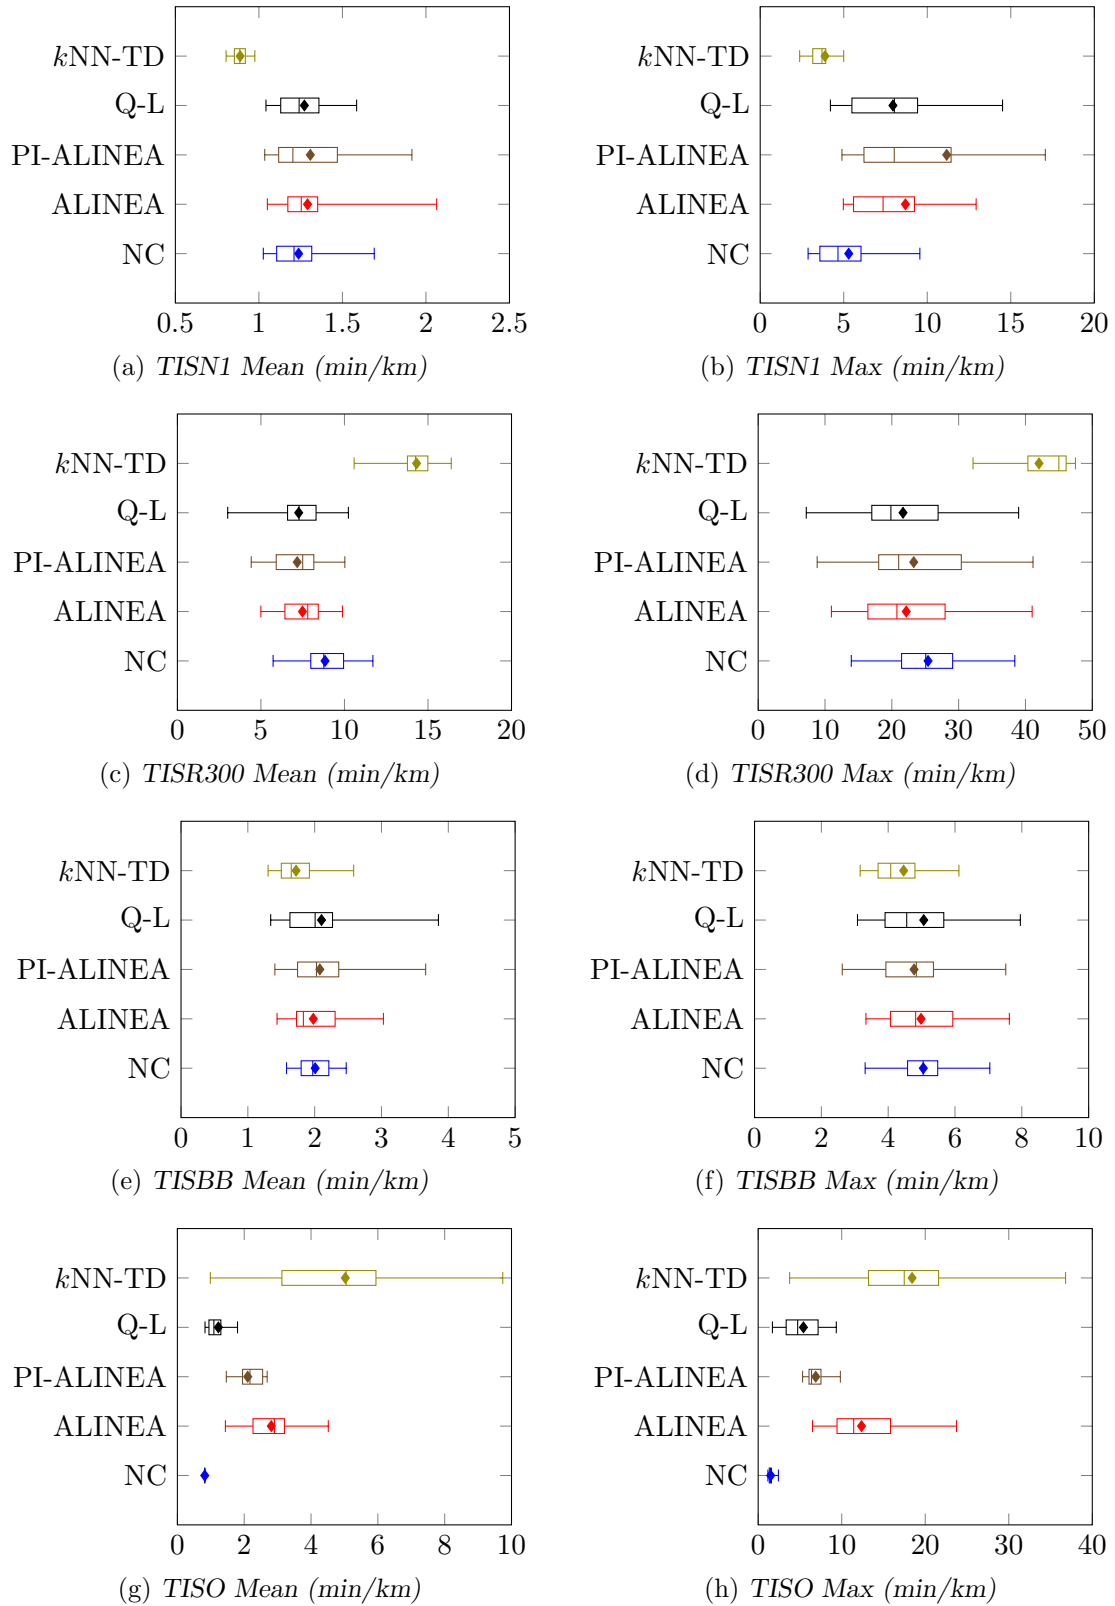 kNN-TD
Q-L
PI-ALINEA
ALINEA
NC
0.5 1 1.5 2 2.5
(a) TISN1 Mean (min/km)
kNN-TD
Q-L
PI-ALINEA
ALINEA
NC
0 5 10 15 20
(b) TISN1 Max (min/km)
kNN-TD
Q-L
PI-ALINEA
ALINEA
NC
0 5 10 15 20
(c) TISR300 Mean (min/km)
kNN-TD
Q-L
PI-ALINEA
ALINEA
NC
0 10 20 30 40 50
(d) TISR300 Max (min/km)
kNN-TD
Q-L
PI-ALINEA
ALINEA
NC
0 1 2 3 4 5
(e) TISBB Mean (min/km)
kNN-TD
Q-L
PI-ALINEA
ALINEA
NC
0 2 4 6 8 10
(f) TISBB Max (min/km)
kNN-TD
Q-L
PI-ALINEA
ALINEA
NC
0 2 4 6 8 10
(g) TISO Mean (min/km)
kNN-TD
Q-L
PI-ALINEA
ALINEA
NC
0 10 20 30 40
(h) TISO Max (min/km)